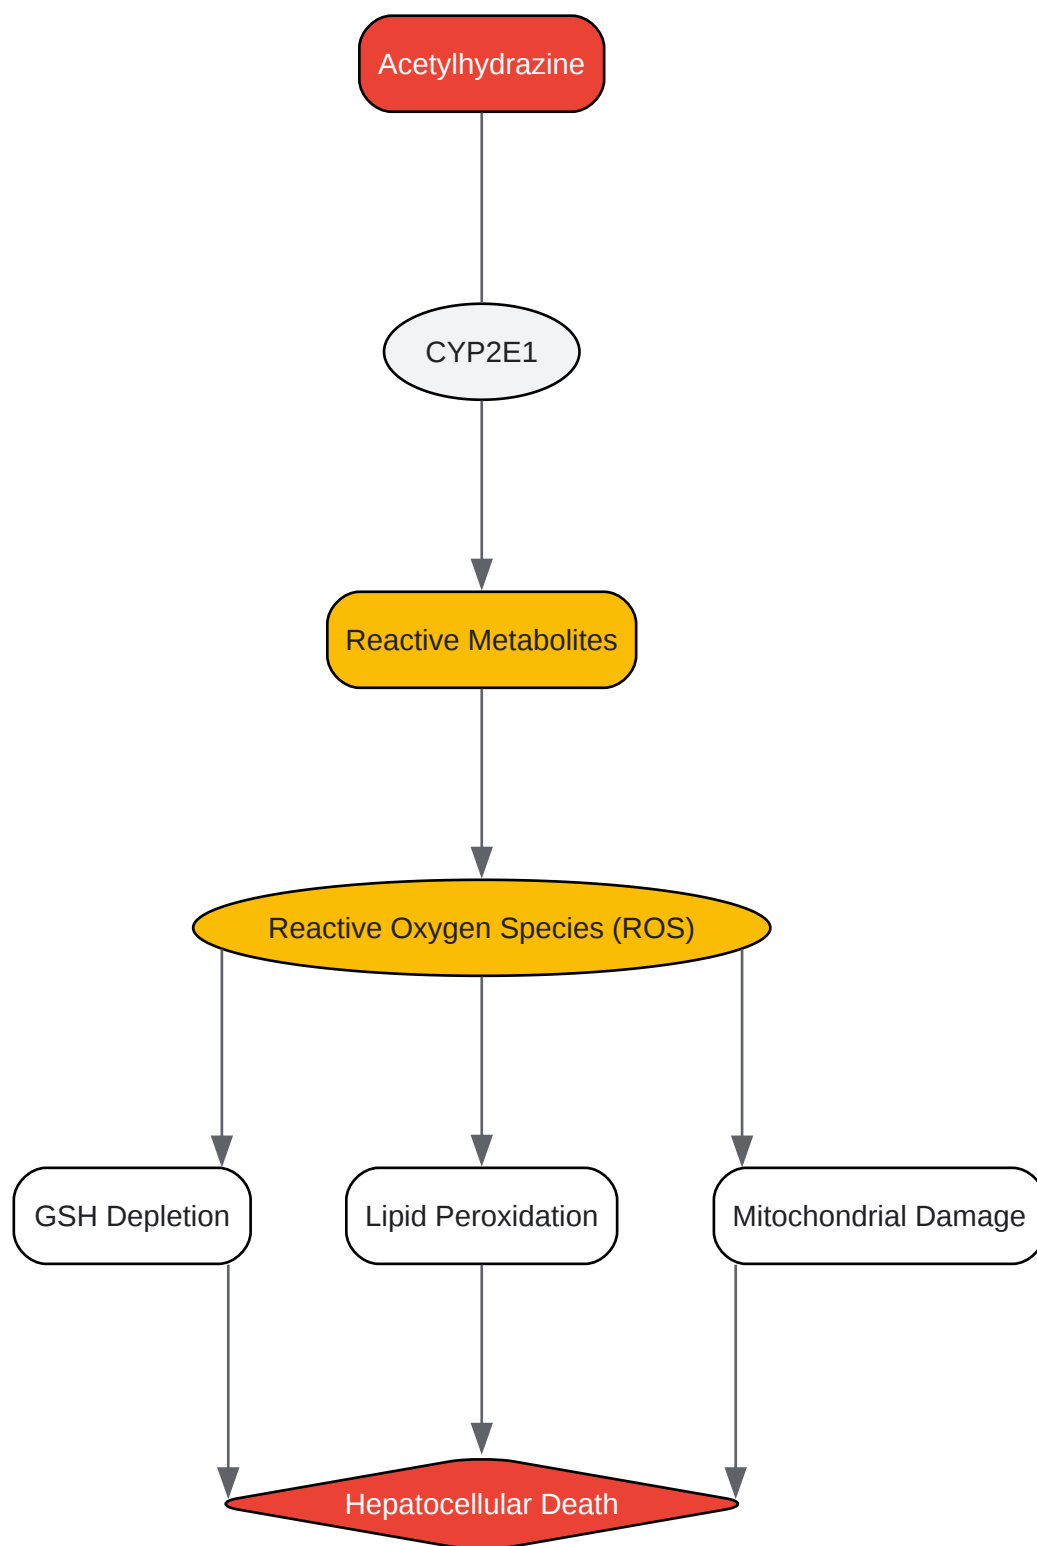 Acetylhydrazine
CYP2E1
Reactive Metabolites
Reactive Oxygen Species (ROS)
GSH Depletion
Lipid Peroxidation
Mitochondrial Damage
Hepatocellular Death